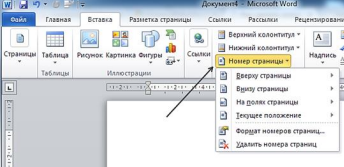 Документ4 - Microsoft Word
Файл Главная Вставка Разметка страницы Ссылки Рассылки Рецензировани
Страницы Таблица Рисунок Картинка Фигуры Ссылки Верхний колонтитул Надпись
Нижний колонтитул
Номер страницы
Таблицы Иллюстрации
Вверху страницы
Внизу страницы
На полях страницы
Текущее положение
Формат номеров страниц...
Удалить номера страниц